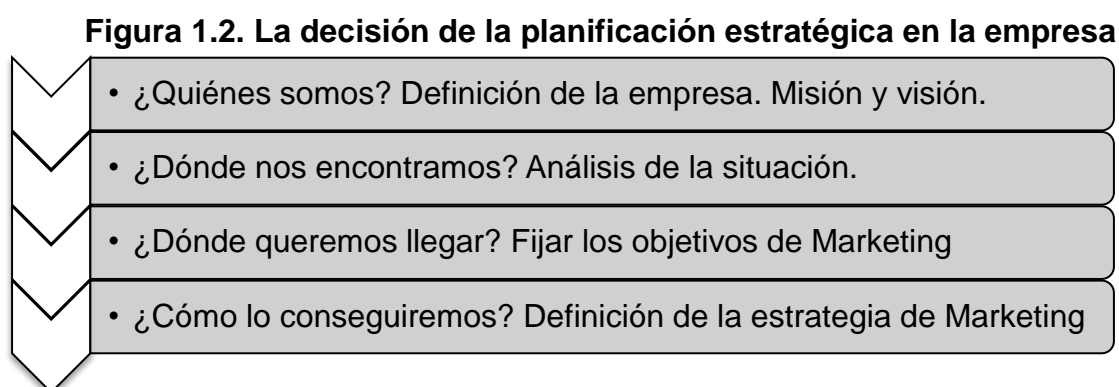 Figura 1.2. La decisión de la planificación estratégica en la empresa
• ¿Quiénes somos? Definición de la empresa. Misión y visión.
• ¿Dónde nos encontramos? Análisis de la situación.
• ¿Dónde queremos llegar? Fijar los objetivos de Marketing
• ¿Cómo lo conseguiremos? Definición de la estrategia de Marketing